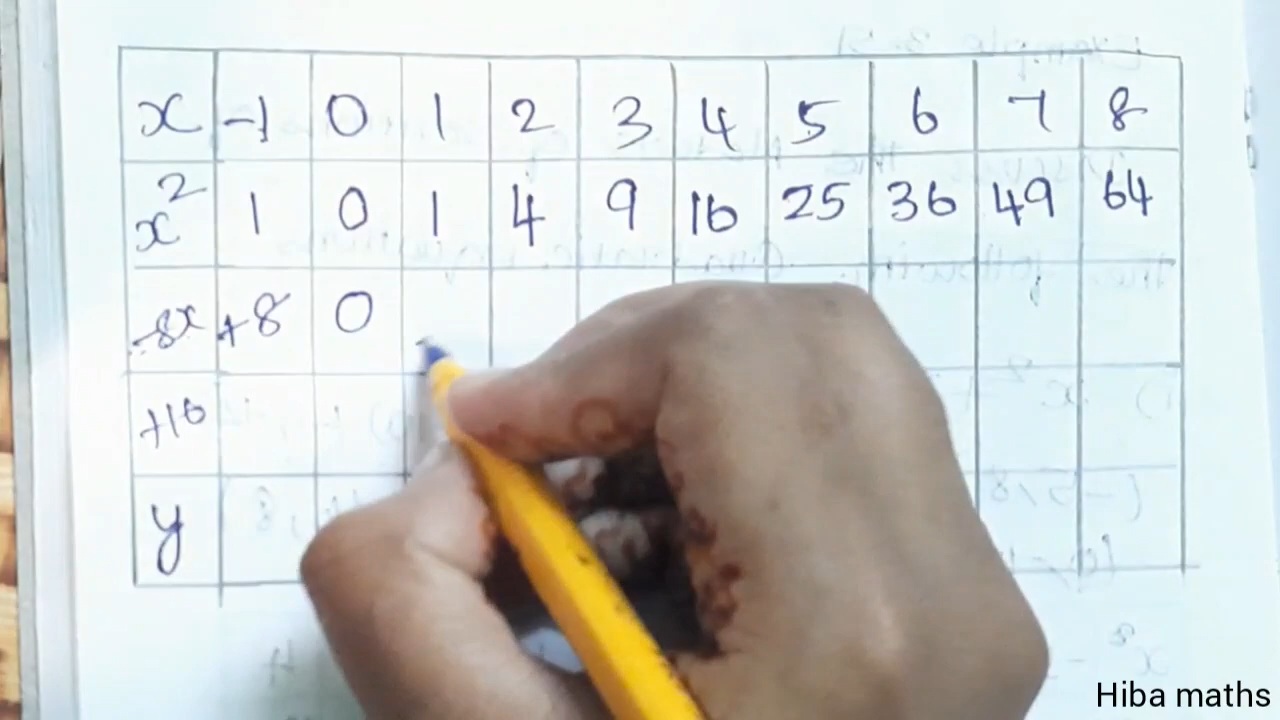 x -1 0 1 2 3 4 5 6 7 8
x² 1 0 1 4 9 16 25 36 49 64
-8x +8 0
+16
y
Hiba maths